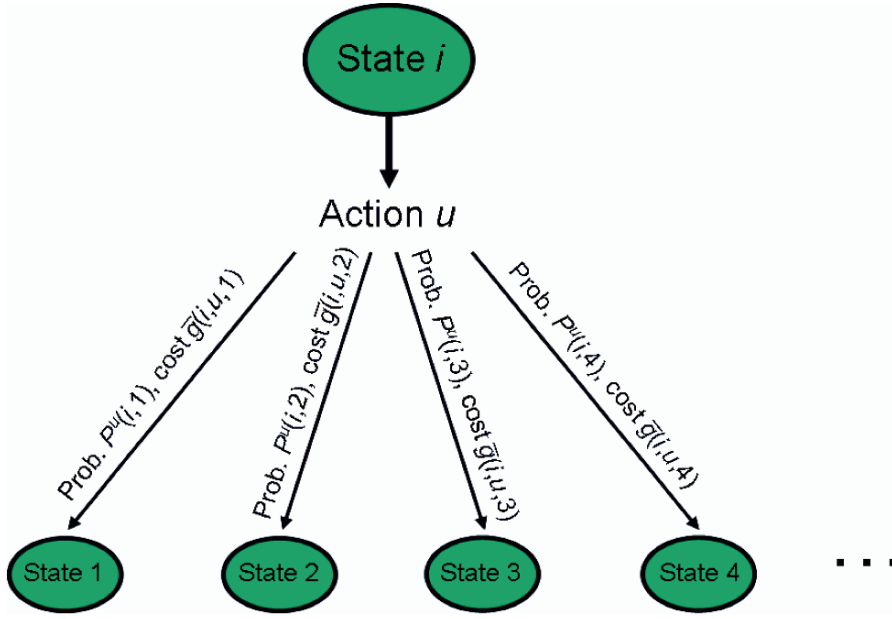 State i
Action u
Prob. Pᵘ(i,1), cost g̅(i,u,1)
Prob. Pᵘ(i,2), cost g̅(i,u,2)
Prob. Pᵘ(i,3), cost g̅(i,u,3)
Prob. Pᵘ(i,4), cost g̅(i,u,4)
State 1
State 2
State 3
State 4
. . .